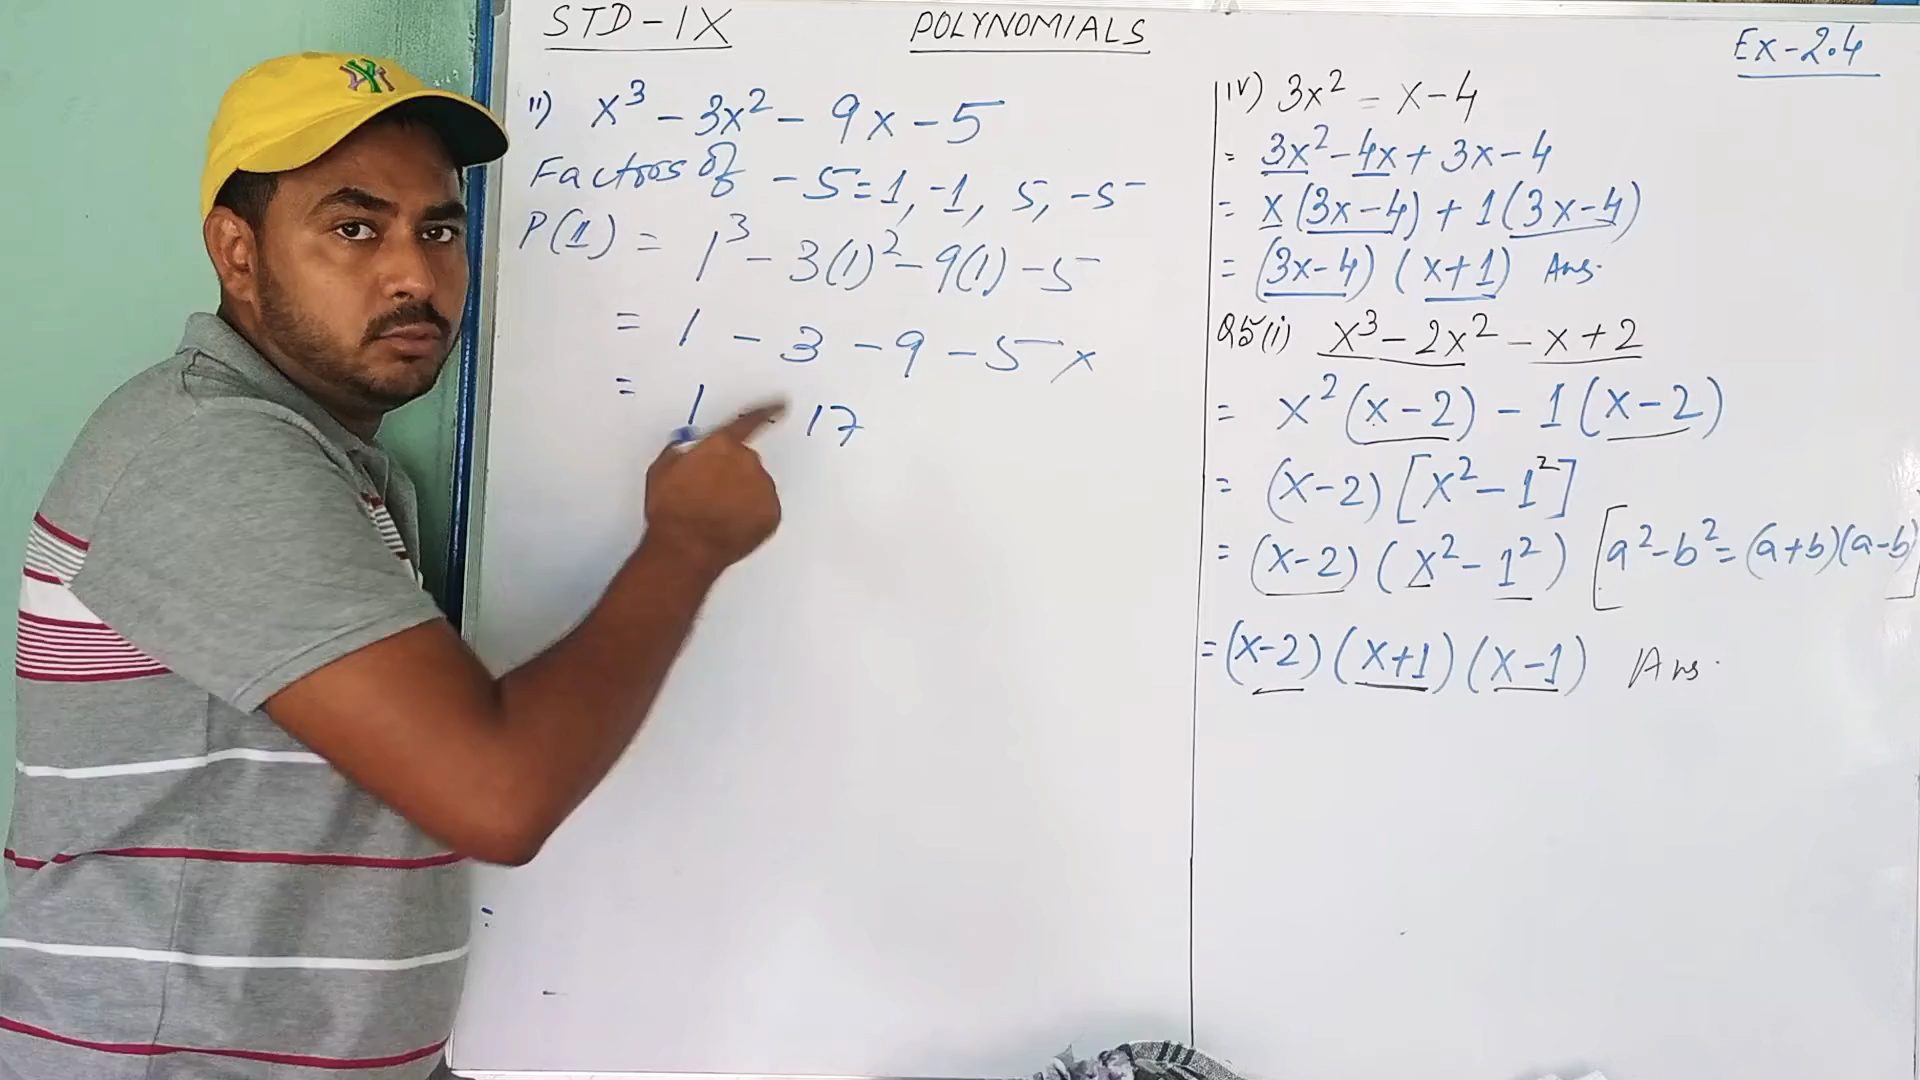 STD-IX
POLYNOMIALS
Ex-2.4
ii) x³ - 3x² - 9x - 5
Factors of -5 = 1, -1, 5, -5
P(1) = 1³ - 3(1)² - 9(1) - 5
= 1 - 3 - 9 - 5 x
= 1 - 17
iv) 3x² - x - 4
= 3x² - 4x + 3x - 4
= x(3x-4) + 1(3x-4)
= (3x-4) (x+1) Ans.
Q5(i) x³ - 2x² - x + 2
= x²(x-2) - 1(x-2)
= (x-2) [x² - 1²]
= (x-2) (x² - 1²) [a² - b² = (a+b)(a-b)]
= (x-2) (x+1) (x-1) Ans.